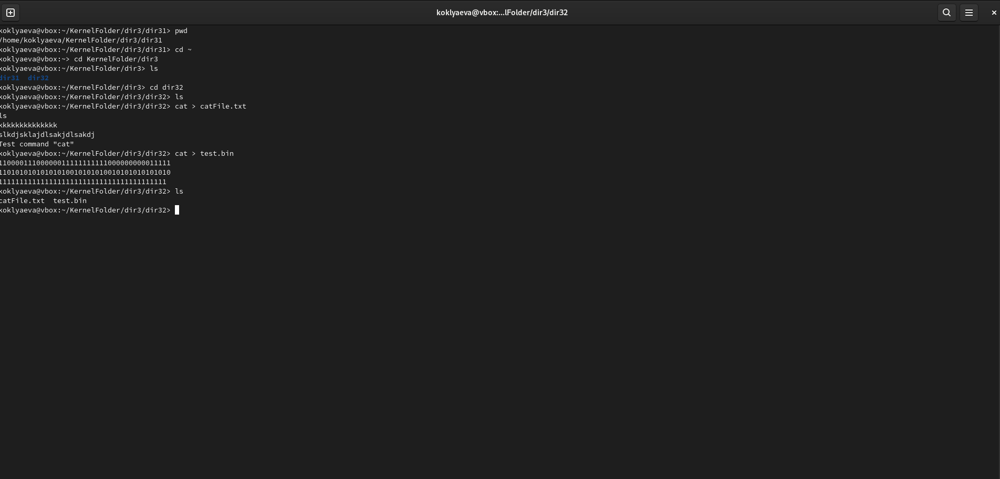 koklyaeva@vbox:...lFolder/dir3/dir32
koklyaeva@vbox:~/KernelFolder/dir3/dir31> pwd
/home/koklyaeva/KernelFolder/dir3/dir31
koklyaeva@vbox:~/KernelFolder/dir3/dir31> cd ~
koklyaeva@vbox:~> cd KernelFolder/dir3
koklyaeva@vbox:~/KernelFolder/dir3> ls
dir31  dir32
koklyaeva@vbox:~/KernelFolder/dir3> cd dir32
koklyaeva@vbox:~/KernelFolder/dir3/dir32> ls
koklyaeva@vbox:~/KernelFolder/dir3/dir32> cat > catFile.txt
ls
kkkkkkkkkkkkkk
slkdjsklajdlsakjdlsakdj
Test command "cat"
koklyaeva@vbox:~/KernelFolder/dir3/dir32> cat > test.bin
11000011100000011111111111000000000011111
11010101010101010010101010010101010101010
1111111111111111111111111111111111111111
koklyaeva@vbox:~/KernelFolder/dir3/dir32> ls
catFile.txt  test.bin
koklyaeva@vbox:~/KernelFolder/dir3/dir32>